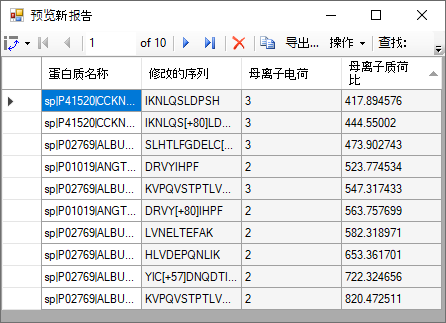 预览新报告
1 of 10 导出... 操作 查找:
蛋白质名称 修改的序列 母离子电荷 母离子质荷比
sp|P41520|CCKN... IKNLQSLDPSH 3 417.894576
sp|P41520|CCKN... IKNLQS[+80]LD... 3 444.55002
sp|P02769|ALBU... SLHTLFGDELC[... 3 473.902743
sp|P01019|ANGT... DRVYIHPF 2 523.774534
sp|P02769|ALBU... KVPQVSTPTLV... 3 547.317433
sp|P01019|ANGT... DRVY[+80]IHPF 2 563.757699
sp|P02769|ALBU... LVNELTEFAK 2 582.318971
sp|P02769|ALBU... HLVDEPQNLIK 2 653.361701
sp|P02769|ALBU... YIC[+57]DNQDTI... 2 722.324656
sp|P02769|ALBU... KVPQVSTPTLV... 2 820.472511